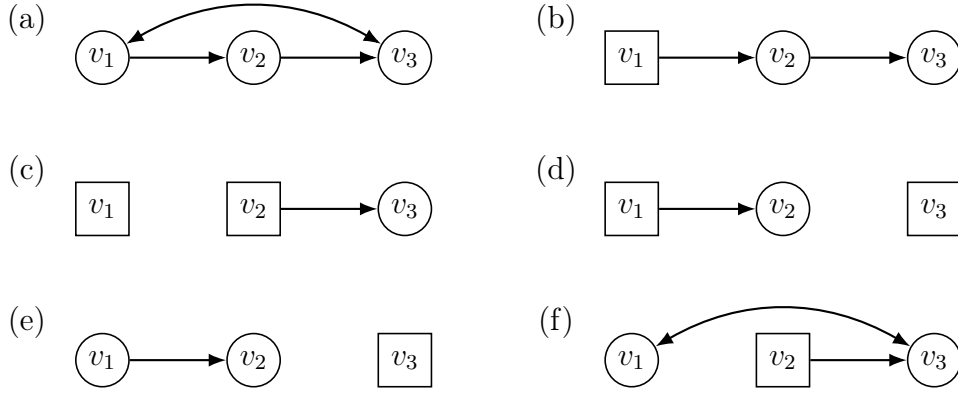 (a) v₁ v₂ v₃
(b) v₁ v₂ v₃
(c) v₁ v₂ v₃
(d) v₁ v₂ v₃
(e) v₁ v₂ v₃
(f) v₁ v₂ v₃